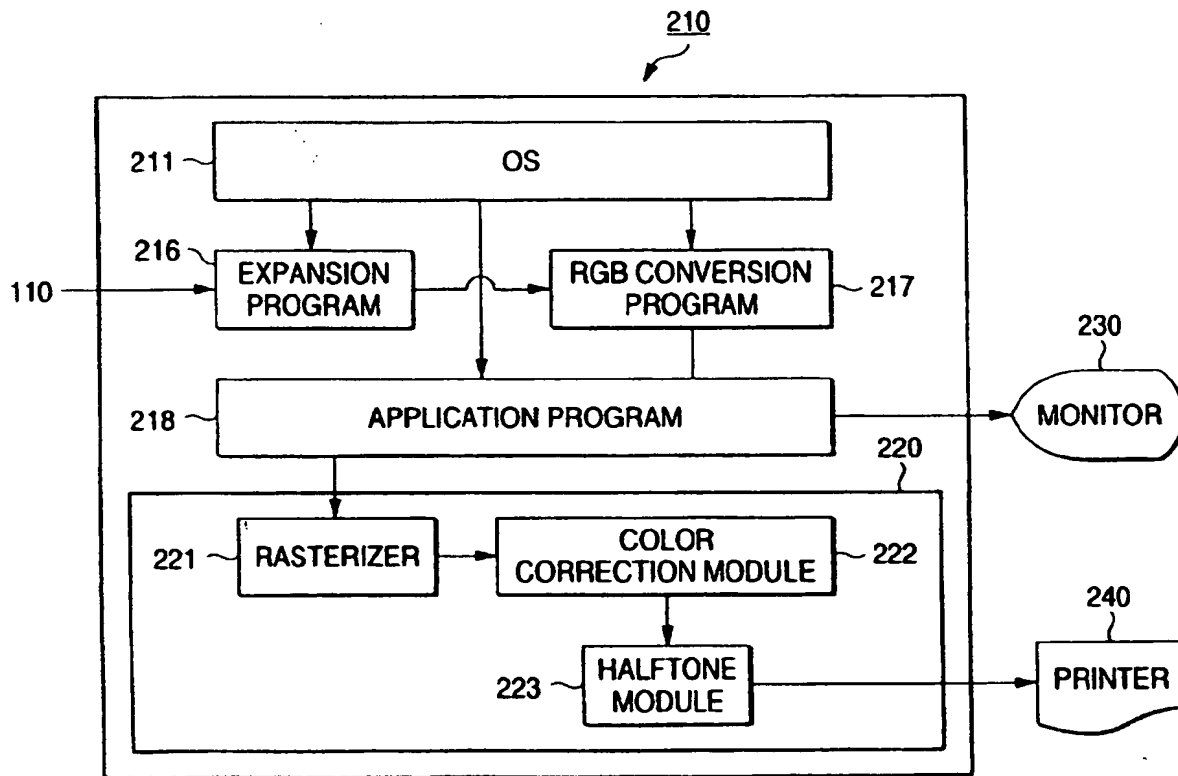 210
211
OS
216
EXPANSION
PROGRAM
RGB CONVERSION
PROGRAM
217
110
230
218
APPLICATION PROGRAM
MONITOR
220
221
RASTERIZER
COLOR
CORRECTION MODULE
222
240
223
HALFTONE
MODULE
PRINTER